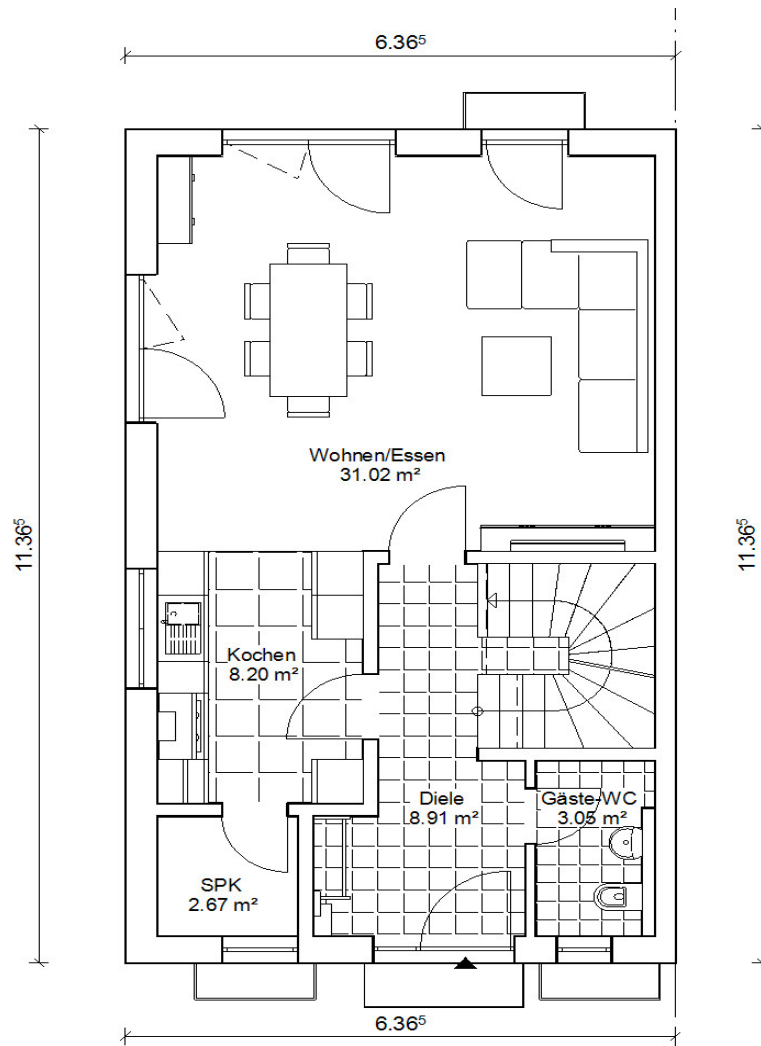 6.36⁵
11.36⁵
11.36⁵
Wohnen/Essen
31.02 m²
Kochen
8.20 m²
Diele
8.91 m²
Gäste-WC
3.05 m²
SPK
2.67 m²
6.36⁵